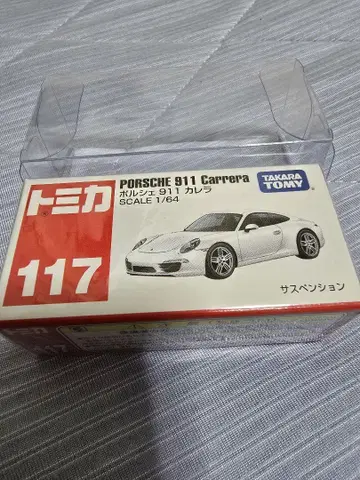 トミカ
117
PORSCHE 911 Carrera
ポルシェ 911 カレラ
SCALE 1/64
TAKARA
TOMY
サスペンション
117